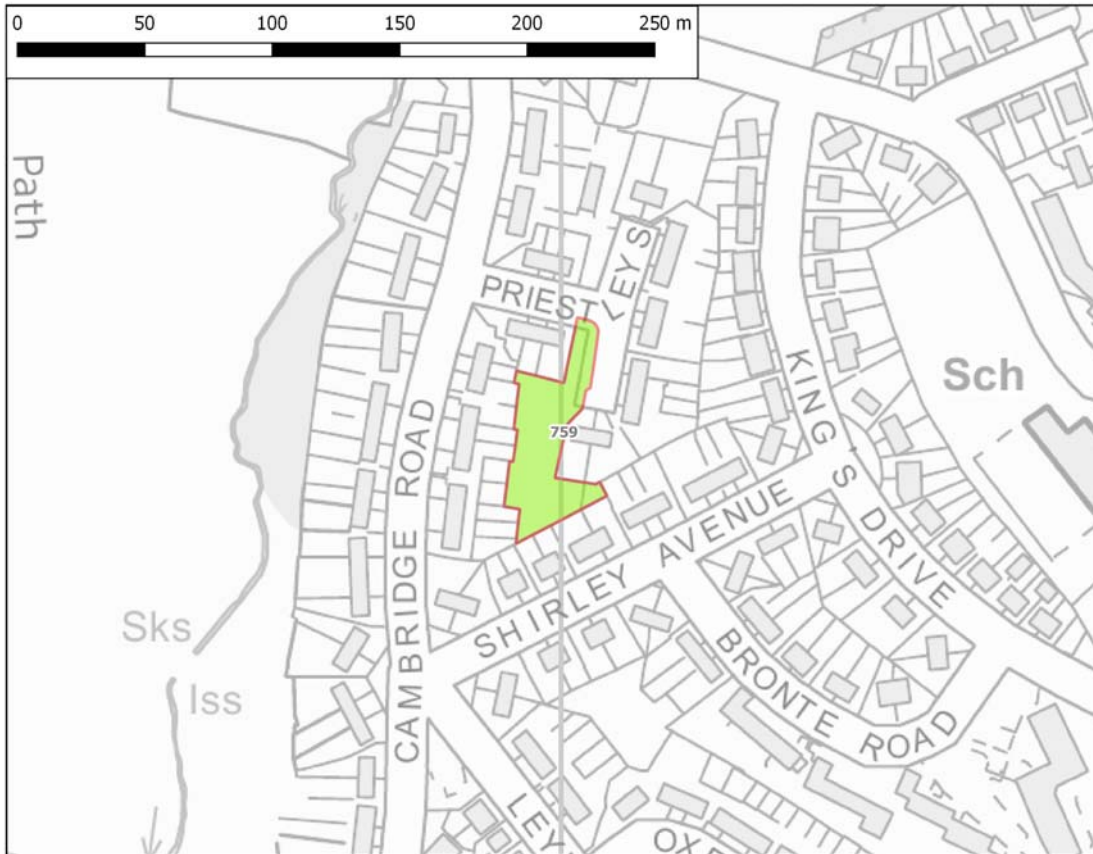 0 50 100 150 200 250 m
Path
PRIESTLEYS
Sch
KING'S DRIVE
759
CAMBRIDGE ROAD
SHIRLEY AVENUE
Sks
Iss
BRONTE ROAD
LEY
OX